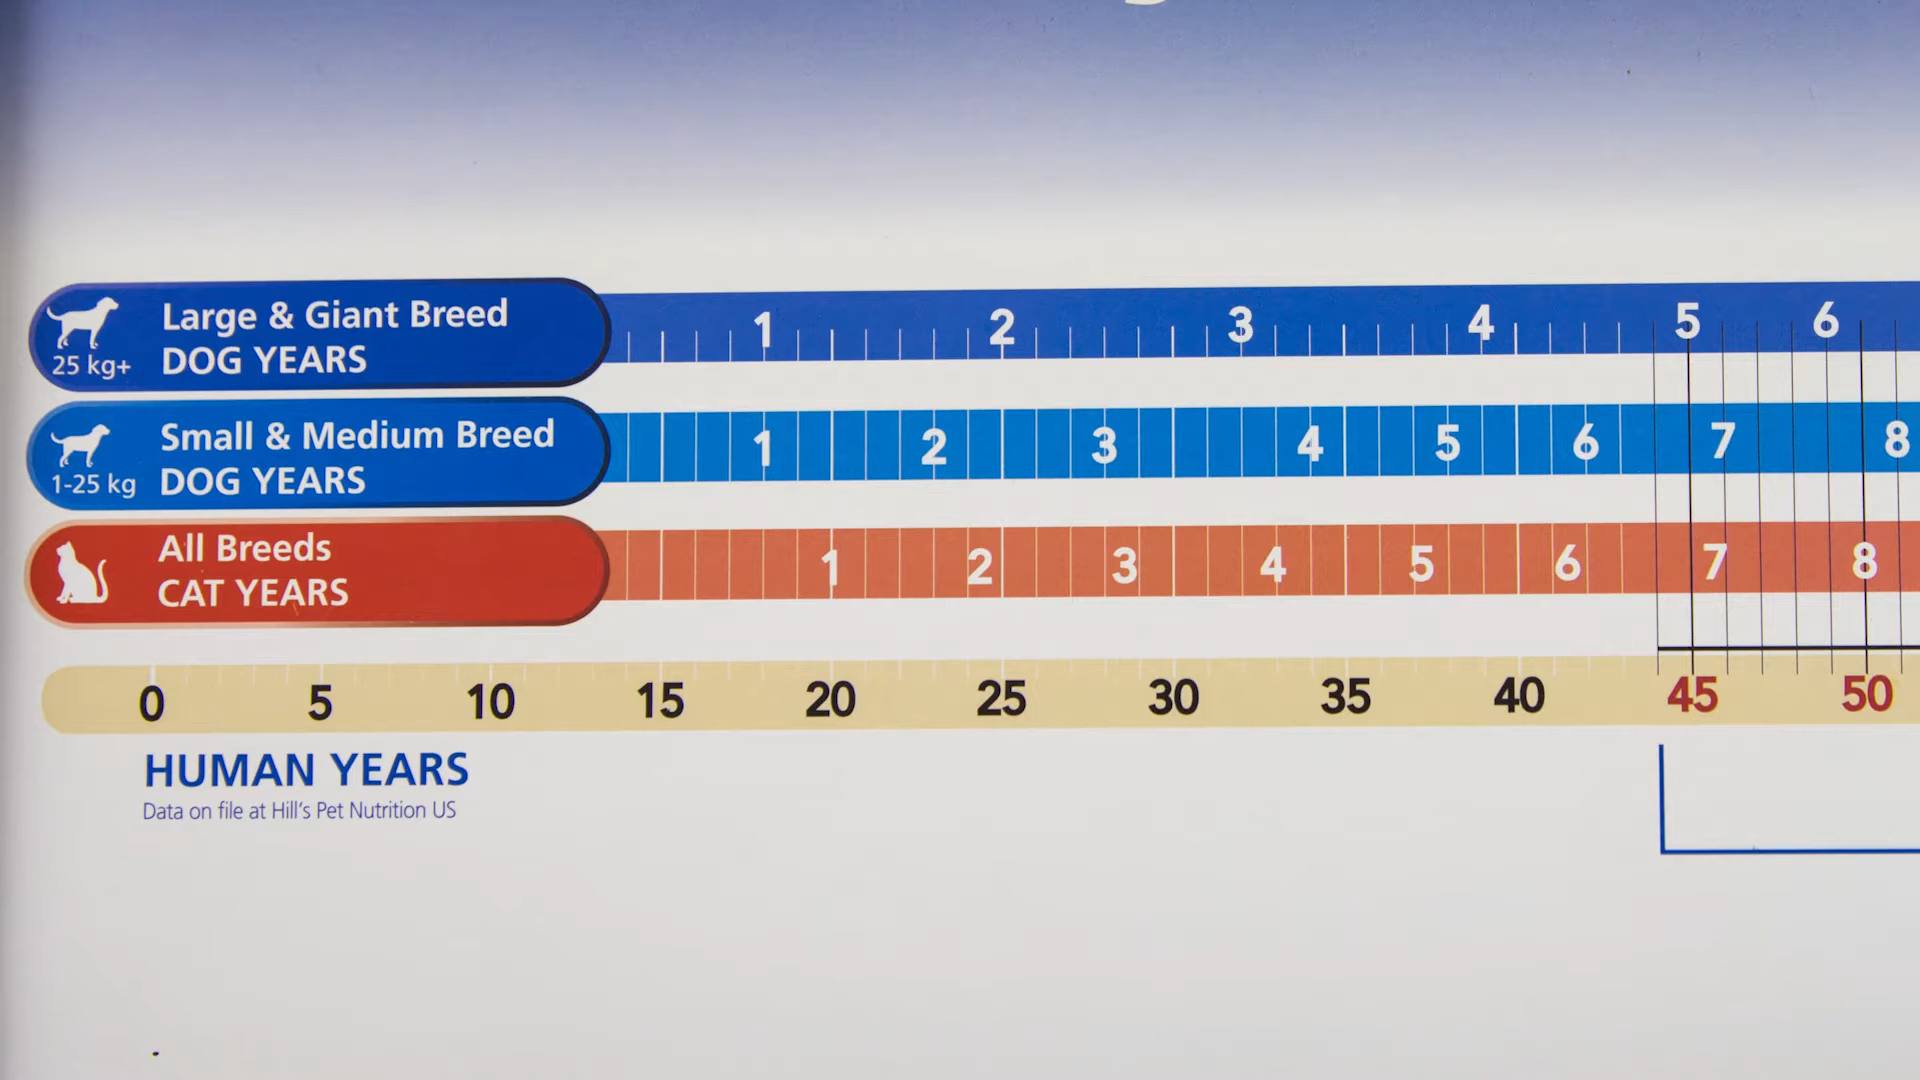 Large & Giant Breed
25 kg+ DOG YEARS
1 2 3 4 5 6
Small & Medium Breed
1-25 kg DOG YEARS
1 2 3 4 5 6 7 8
All Breeds
CAT YEARS
1 2 3 4 5 6 7 8
0 5 10 15 20 25 30 35 40 45 50
HUMAN YEARS
Data on file at Hill's Pet Nutrition US